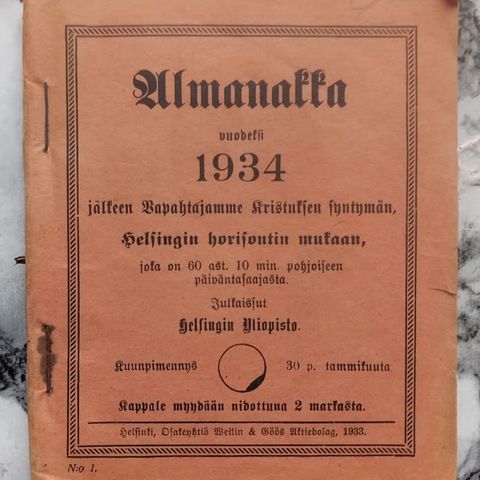 Almanakka
vuodeksi
1934
jälkeen Vapahtajamme Kristuksen syntymän,
Helsingin horisontin mukaan,
joka on 60 ast. 10 min. pohjoiseen
päiväntasaajasta.
Julkaissut
Helsingin Yliopisto.
Kuunpimennys 30 p. tammikuuta
Kappale myydään nidottuna 2 markasta.
Helsinki, Osakeyhtiö Weilin & Göös Aktiebolag, 1933.
N:o 1.